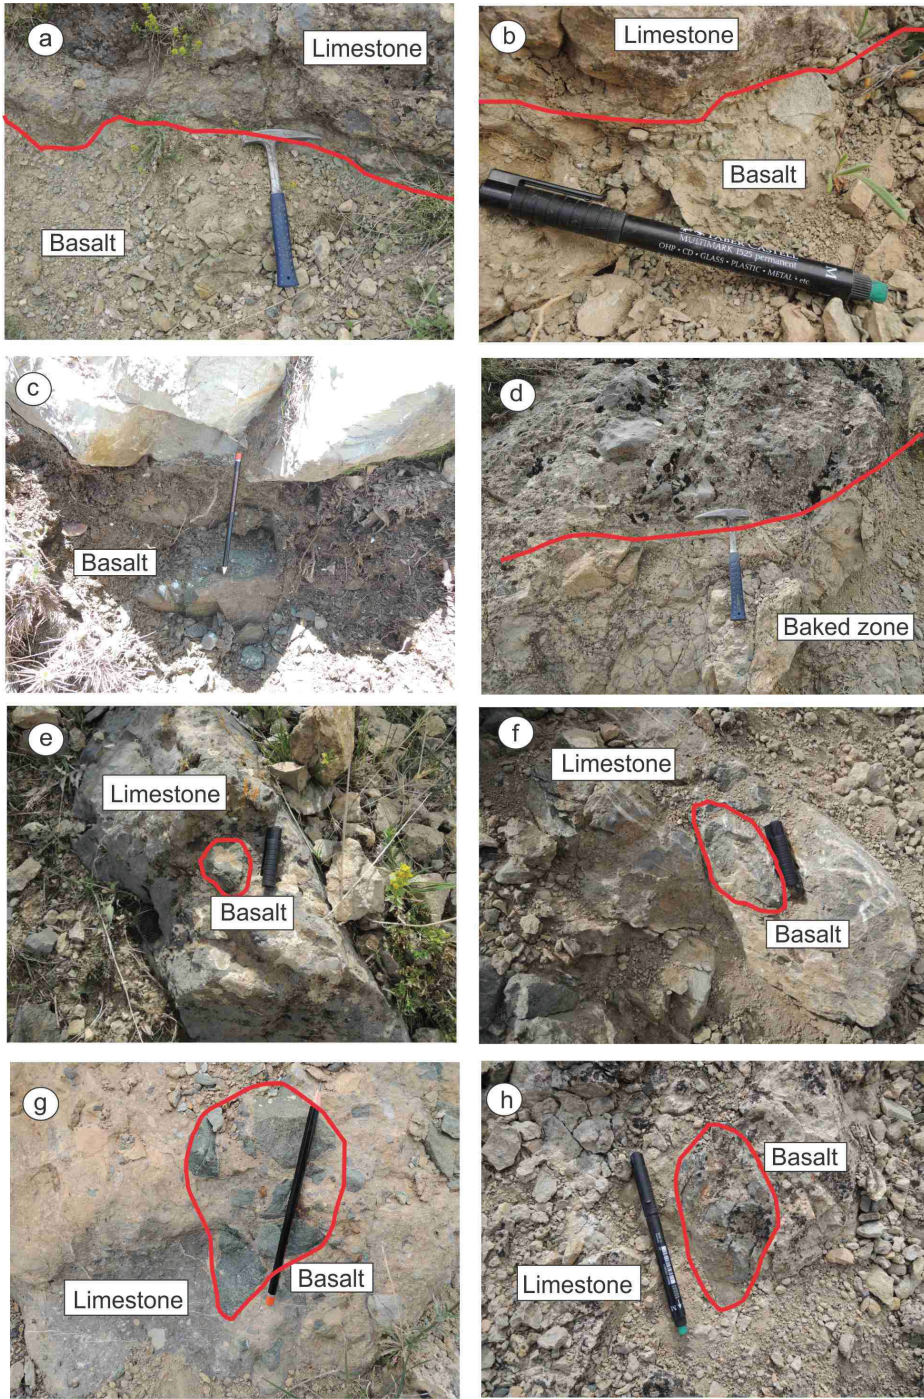 a
Limestone
Basalt
b
Limestone
Basalt
FABER-CASTELL
MULTIMARK 1525 permanent
OHP • CD • GLASS • PLASTIC • METAL • etc
M
c
Basalt
d
Baked zone
e
Limestone
Basalt
f
Limestone
Basalt
g
Limestone
Basalt
h
Basalt
Limestone